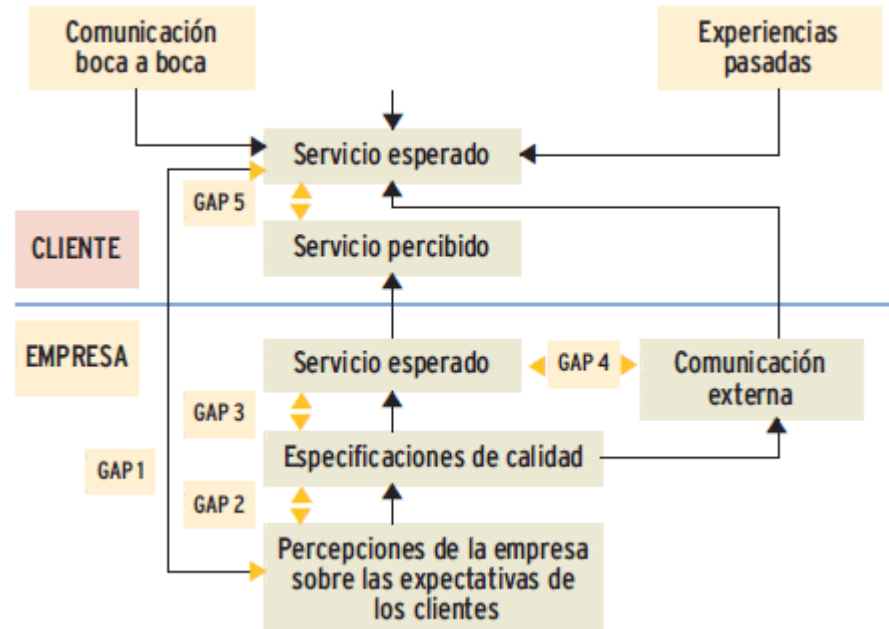 Comunicación
boca a boca
Experiencias
pasadas
Servicio esperado
GAP 5
CLIENTE
Servicio percibido
EMPRESA
Servicio esperado
GAP 4
Comunicación
externa
GAP 3
Especificaciones de calidad
GAP 1
GAP 2
Percepciones de la empresa
sobre las expectativas de
los clientes